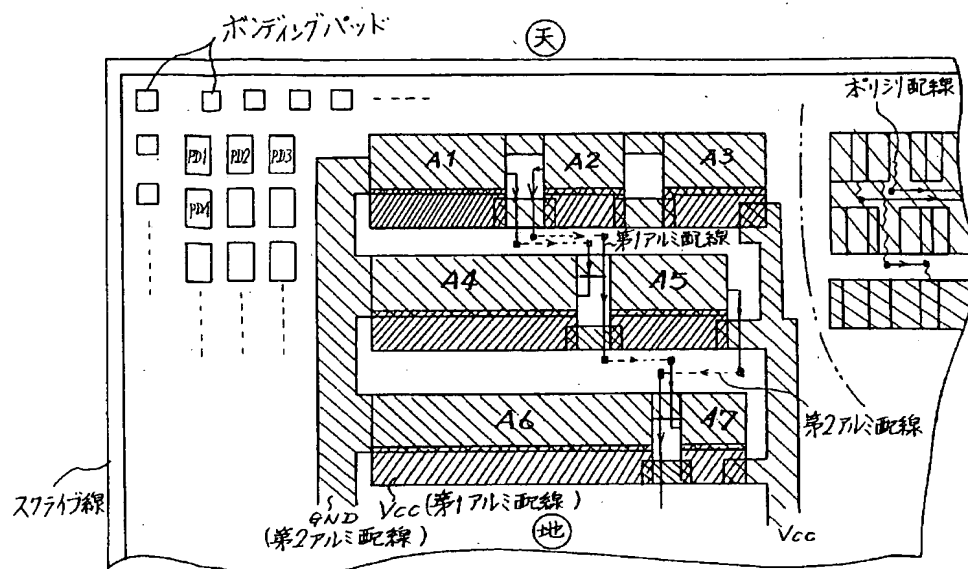 ボンディングパッド
天
ポリシリ配線
PD1 PD2 PD3
PD4
A1 A2 A3
第1アルミ配線
A4 A5
第2アルミ配線
A6 A7
スクライブ線
Vcc(第1アルミ配線)
GND
(第2アルミ配線)
地
Vcc